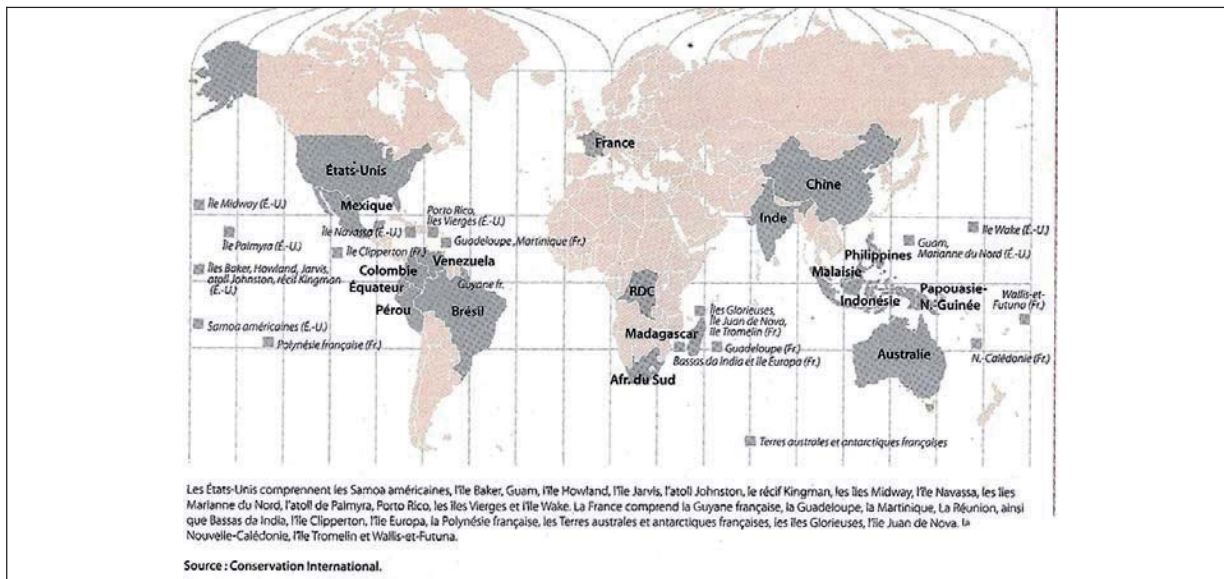 France
États-Unis
Chine
Mexique
Île Midway (É.-U.)
Porto Rico,
îles Vierges (É.-U.)
Inde
Île Wake (É.-U.)
Île Navassa (É.-U.)
Île Palmyra (É.-U.)
Guadeloupe, Martinique (Fr.)
Guam,
Marianne du Nord (É.-U.)
Île Clipperton (Fr.)
Philippines
Venezuela
Îles Baker, Howland, Jarvis,
atoll Johnston, récif Kingman
(É.-U.)
Colombie
Malaisie
Guyane fr.
Équateur
RDC
Indonésie
Papouasie-
N.-Guinée
Wallis-et-
Futuna (Fr.)
Pérou
Brésil
Îles Glorieuses,
île Juan de Nova,
île Tromelin (Fr.)
Samoa américaines (É.-U.)
Madagascar
Polynésie française (Fr.)
Guadeloupe (Fr.)
Australie
N.-Calédonie (Fr.)
Bassas da India et île Europa (Fr.)
Afr. du Sud
Terres australes et antarctiques françaises
Les États-Unis comprennent les Samoa américaines, l'île Baker, Guam, l'île Howland, l'île Jarvis, l'atoll Johnston, le récif Kingman, les îles Midway, l'île Navassa, les îles
Marianne du Nord, l'atoll de Palmyra, Porto Rico, les îles Vierges et l'île Wake. La France comprend la Guyane française, la Guadeloupe, la Martinique, La Réunion, ainsi
que Bassas da India, l'île Clipperton, l'île Europa, la Polynésie française, les Terres australes et antarctiques françaises, les îles Glorieuses, l'île Juan de Nova. la
Nouvelle-Calédonie, l'île Tromelin et Wallis-et-Futuna.
Source : Conservation International.